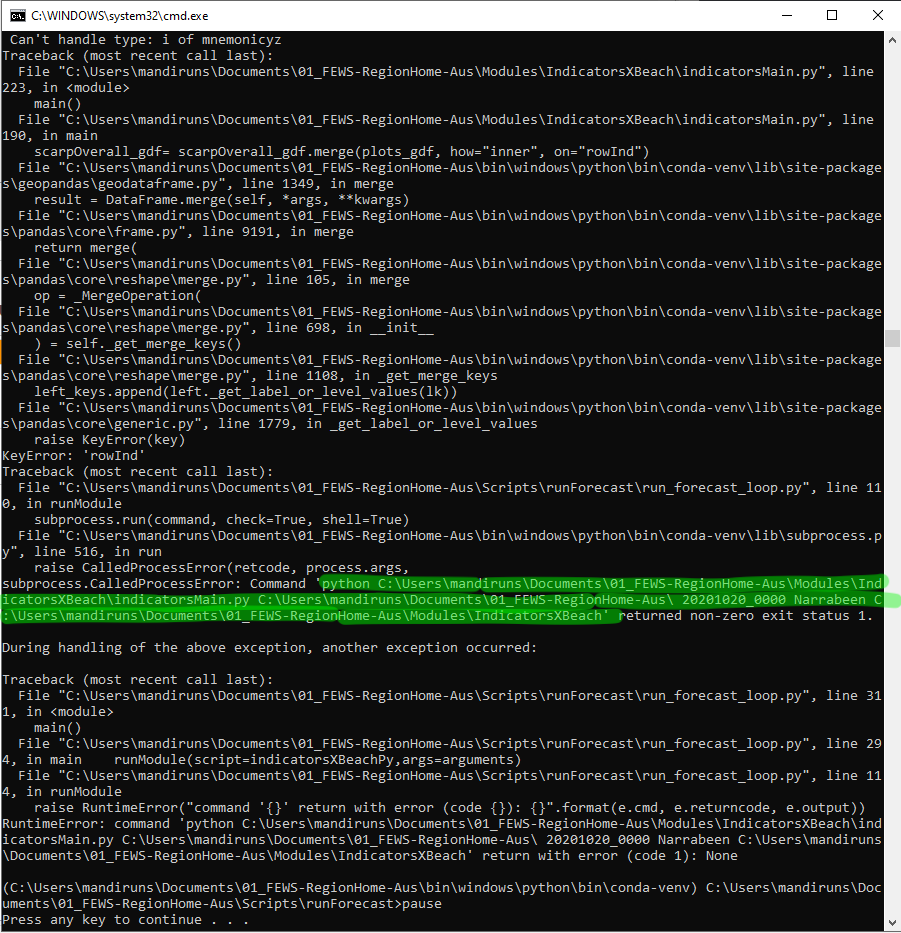 C:\WINDOWS\system32\cmd.exe
Can't handle type: i of mnemonicyz
Traceback (most recent call last):
  File "C:\Users\mandiruns\Documents\01_FEWS-RegionHome-Aus\Modules\IndicatorsXBeach\indicatorsMain.py", line
223, in <module>
    main()
  File "C:\Users\mandiruns\Documents\01_FEWS-RegionHome-Aus\Modules\IndicatorsXBeach\indicatorsMain.py", line
190, in main
    scarpOverall_gdf= scarpOverall_gdf.merge(plots_gdf, how="inner", on="rowInd")
  File "C:\Users\mandiruns\Documents\01_FEWS-RegionHome-Aus\bin\windows\python\bin\conda-venv\lib\site-package
s\geopandas\geodataframe.py", line 1349, in merge
    result = DataFrame.merge(self, *args, **kwargs)
  File "C:\Users\mandiruns\Documents\01_FEWS-RegionHome-Aus\bin\windows\python\bin\conda-venv\lib\site-package
s\pandas\core\frame.py", line 9191, in merge
    return merge(
  File "C:\Users\mandiruns\Documents\01_FEWS-RegionHome-Aus\bin\windows\python\bin\conda-venv\lib\site-package
s\pandas\core\reshape\merge.py", line 105, in merge
    op = _MergeOperation(
  File "C:\Users\mandiruns\Documents\01_FEWS-RegionHome-Aus\bin\windows\python\bin\conda-venv\lib\site-package
s\pandas\core\reshape\merge.py", line 698, in __init__
    ) = self._get_merge_keys()
  File "C:\Users\mandiruns\Documents\01_FEWS-RegionHome-Aus\bin\windows\python\bin\conda-venv\lib\site-package
s\pandas\core\reshape\merge.py", line 1108, in _get_merge_keys
    left_keys.append(left._get_label_or_level_values(lk))
  File "C:\Users\mandiruns\Documents\01_FEWS-RegionHome-Aus\bin\windows\python\bin\conda-venv\lib\site-package
s\pandas\core\generic.py", line 1779, in _get_label_or_level_values
    raise KeyError(key)
KeyError: 'rowInd'
Traceback (most recent call last):
  File "C:\Users\mandiruns\Documents\01_FEWS-RegionHome-Aus\Scripts\runForecast\run_forecast_loop.py", line 11
0, in runModule
    subprocess.run(command, check=True, shell=True)
  File "C:\Users\mandiruns\Documents\01_FEWS-RegionHome-Aus\bin\windows\python\bin\conda-venv\lib\subprocess.p
y", line 516, in run
    raise CalledProcessError(retcode, process.args,
subprocess.CalledProcessError: Command 'python C:\Users\mandiruns\Documents\01_FEWS-RegionHome-Aus\Modules\Ind
icatorsXBeach\indicatorsMain.py C:\Users\mandiruns\Documents\01_FEWS-RegionHome-Aus\ 20201020_0000 Narrabeen C
:\Users\mandiruns\Documents\01_FEWS-RegionHome-Aus\Modules\IndicatorsXBeach' returned non-zero exit status 1.
During handling of the above exception, another exception occurred:
Traceback (most recent call last):
  File "C:\Users\mandiruns\Documents\01_FEWS-RegionHome-Aus\Scripts\runForecast\run_forecast_loop.py", line 31
1, in <module>
    main()
  File "C:\Users\mandiruns\Documents\01_FEWS-RegionHome-Aus\Scripts\runForecast\run_forecast_loop.py", line 29
4, in main    runModule(script=indicatorsXBeachPy,args=arguments)
  File "C:\Users\mandiruns\Documents\01_FEWS-RegionHome-Aus\Scripts\runForecast\run_forecast_loop.py", line 11
4, in runModule
    raise RuntimeError("command '{}' return with error (code {}): {}".format(e.cmd, e.returncode, e.output))
RuntimeError: command 'python C:\Users\mandiruns\Documents\01_FEWS-RegionHome-Aus\Modules\IndicatorsXBeach\ind
icatorsMain.py C:\Users\mandiruns\Documents\01_FEWS-RegionHome-Aus\ 20201020_0000 Narrabeen C:\Users\mandiruns
\Documents\01_FEWS-RegionHome-Aus\Modules\IndicatorsXBeach' return with error (code 1): None
(C:\Users\mandiruns\Documents\01_FEWS-RegionHome-Aus\bin\windows\python\bin\conda-venv) C:\Users\mandiruns\Doc
uments\01_FEWS-RegionHome-Aus\Scripts\runForecast>pause
Press any key to continue . . .